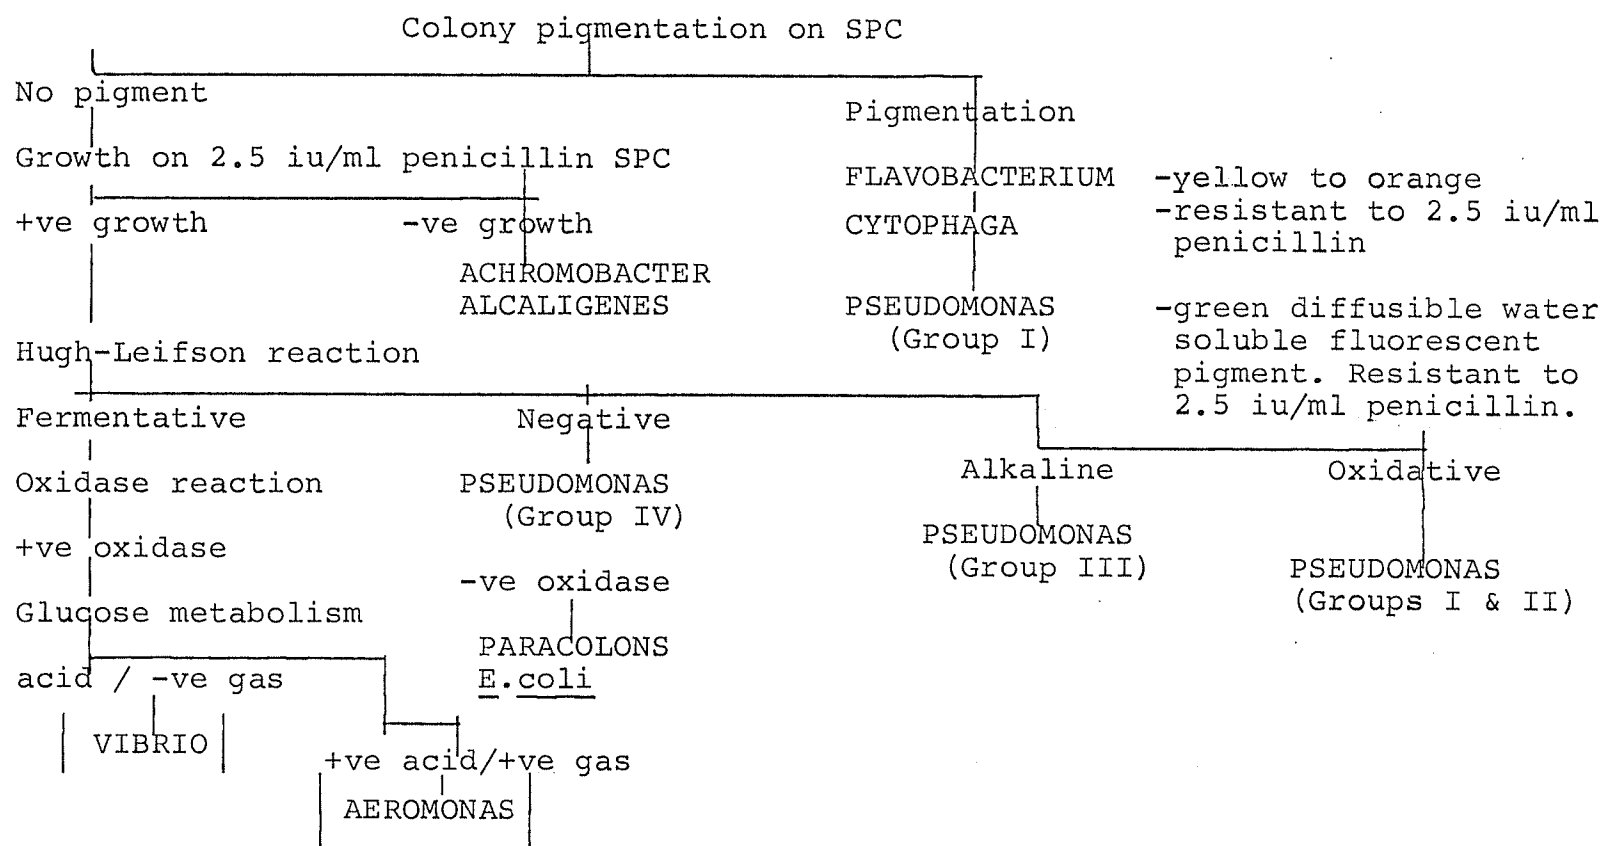 Colony pigmentation on SPC
No pigment
Pigmentation
Growth on 2.5 iu/ml penicillin SPC
FLAVOBACTERIUM -yellow to orange
-resistant to 2.5 iu/ml
penicillin
+ve growth -ve growth
CYTOPHAGA
ACHROMOBACTER
ALCALIGENES
PSEUDOMONAS
(Group I)
-green diffusible water
soluble fluorescent
pigment. Resistant to
2.5 iu/ml penicillin.
Hugh-Leifson reaction
Fermentative Negative
Alkaline Oxidative
Oxidase reaction
PSEUDOMONAS
(Group IV)
PSEUDOMONAS
(Group III)
PSEUDOMONAS
(Groups I & II)
+ve oxidase
-ve oxidase
Glucose metabolism
PARACOLONS
E.coli
acid / -ve gas
VIBRIO
+ve acid/+ve gas
AEROMONAS